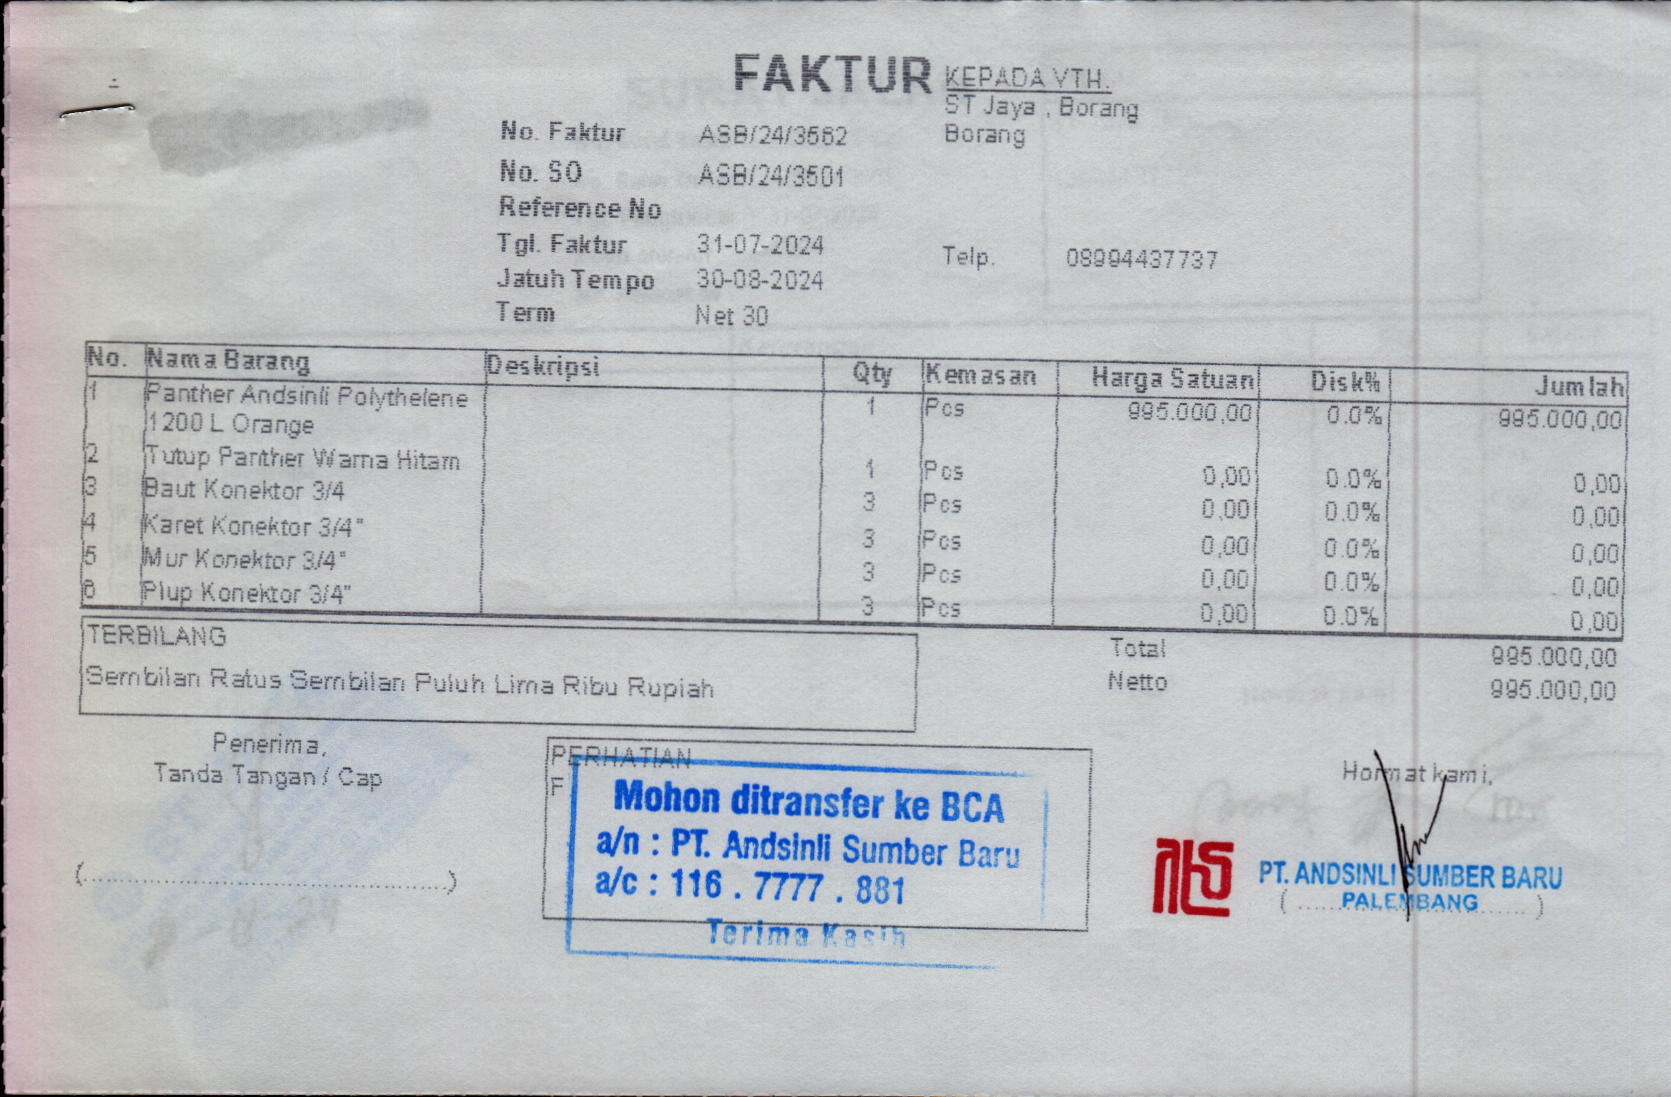 FAKTUR
KEPADA YTH.
ST Jaya , Borang
Borang
No. Faktur ASB/24/3562
No. SO ASB/24/3501
Reference No
Tgl. Faktur 31-07-2024
Jatuh Tempo 30-08-2024
Term Net 30
Telp. 08994437737
No. Nama Barang Deskripsi Qty Kemasan Harga Satuan Disk% Jumlah
1 Panther Andsinli Polythelene 1 Pcs 995.000,00 0.0% 995.000,00
1200 L Orange
2 Tutup Panther Warna Hitam 1 Pcs 0,00 0.0% 0,00
3 Baut Konektor 3/4 3 Pcs 0,00 0.0% 0,00
4 Karet Konektor 3/4" 3 Pcs 0,00 0.0% 0,00
5 Mur Konektor 3/4" 3 Pcs 0,00 0.0% 0,00
6 Plup Konektor 3/4" 3 Pcs 0,00 0.0% 0,00
TERBILANG
Sembilan Ratus Sembilan Puluh Lima Ribu Rupiah
Total 995.000,00
Netto 995.000,00
Penerima,
Tanda Tangan / Cap
(..................................................)
PERHATIAN
F
Mohon ditransfer ke BCA
a/n : PT. Andsinli Sumber Baru
a/c : 116 . 7777 . 881
Terima Kasih
Hormat kami,
PT. ANDSINLI SUMBER BARU
PALEMBANG